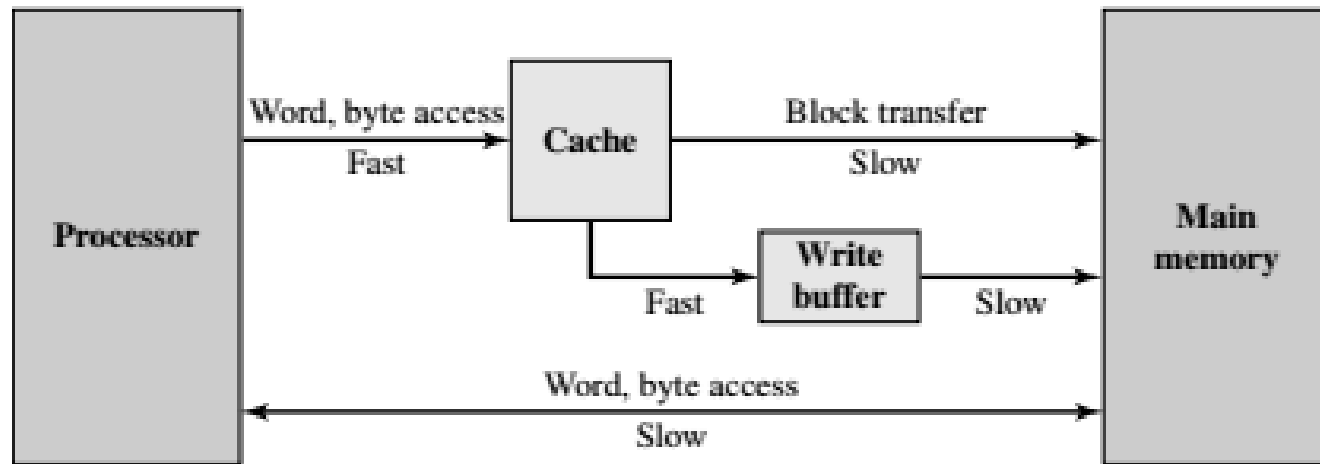 Word, byte access
Fast
Cache
Block transfer
Slow
Processor
Main
memory
Write
buffer
Fast
Slow
Word, byte access
Slow